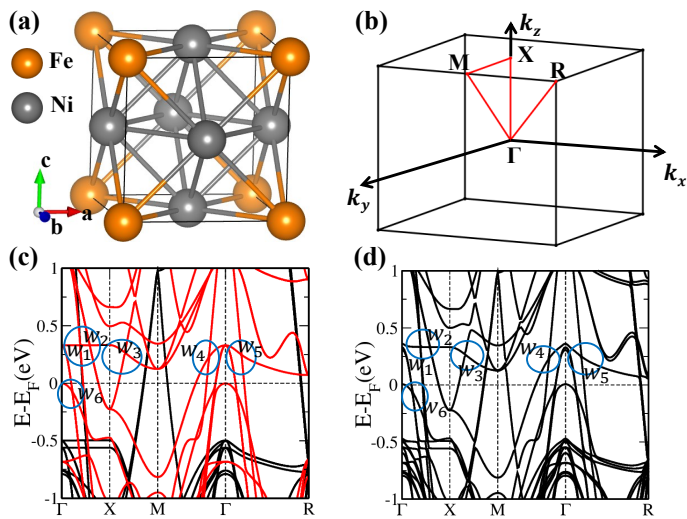 (a)
Fe
Ni
c
a
b
(b)
k_z
M
X
R
Γ
k_y
k_x
(c)
E-E_F(eV)
1
0.5
0
-0.5
-1
w_2
w_1
w_3
w_4
w_5
w_6
Γ
X
M
Γ
R
(d)
E-E_F(eV)
1
0.5
0
-0.5
-1
w_2
w_1
w_3
w_4
w_5
w_6
Γ
X
M
Γ
R